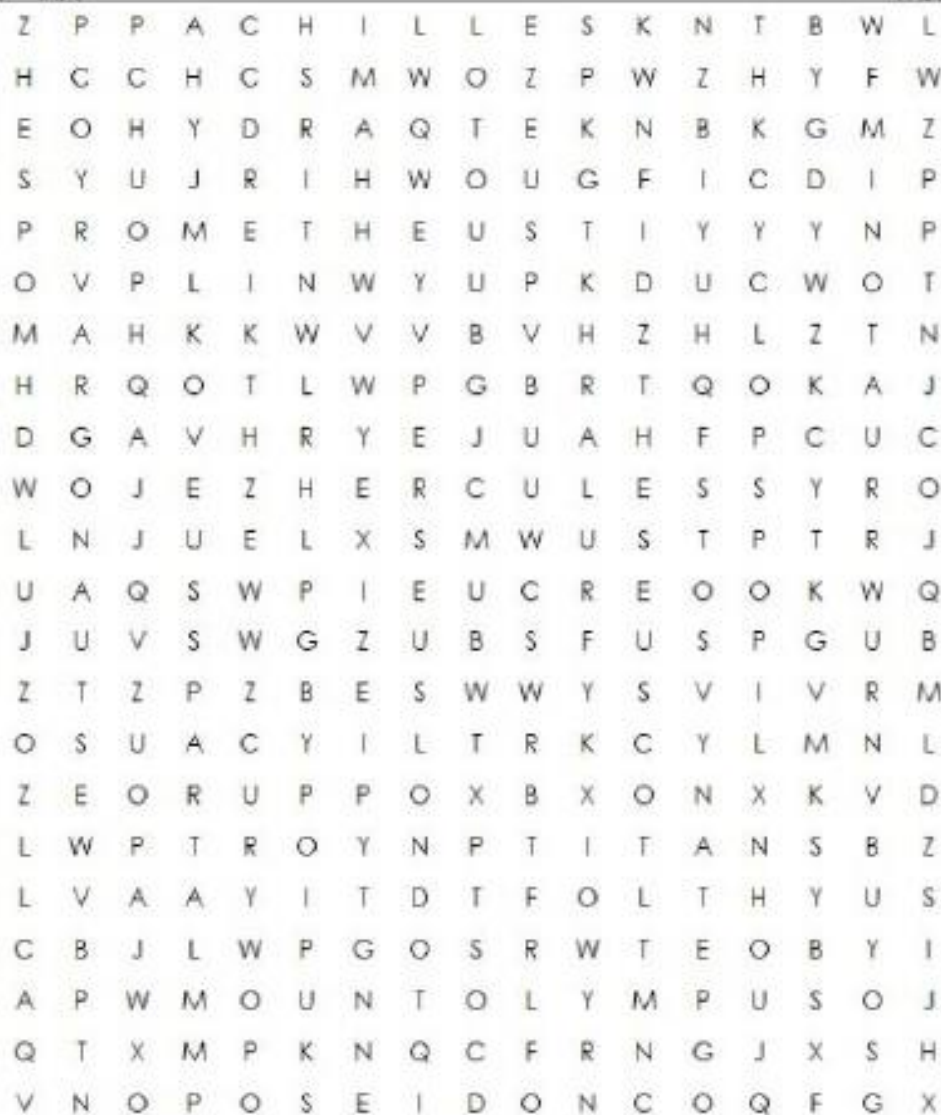 Z P P A C H I L L E S K N T B W L
H C C H C S M W O Z P W Z H Y F W
E O H Y D R A Q T E K N B K G M Z
S Y U J R I H W O U G F I C D I P
P R O M E T H E U S T I Y Y Y N P
O V P L I N W Y U P K D U C W O T
M A H K K W V V B V H Z H L Z T N
H R Q O T L W P G B R T Q O K A J
D G A V H R Y E J U A H F P C U C
W O J E Z H E R C U L E S S Y R O
L N J U E L X S M W U S T P T R J
U A Q S W P I E U C R E O O K W Q
J U V S W G Z U B S F U S P G U B
Z T Z P Z B E S W W Y S V I V R M
O S U A C Y I L T R K C Y L M N L
Z E O R U P P O X B X O N X K V D
L W P T R O Y N P T I T A N S B Z
L V A A Y I T D T F O L T H Y U S
C B J L W P G O S R W T E O B Y I
A P W M O U N T O L Y M P U S O J
Q T X M P K N Q C F R N G J X S H
V N O P O S E I D O N C O Q F G X